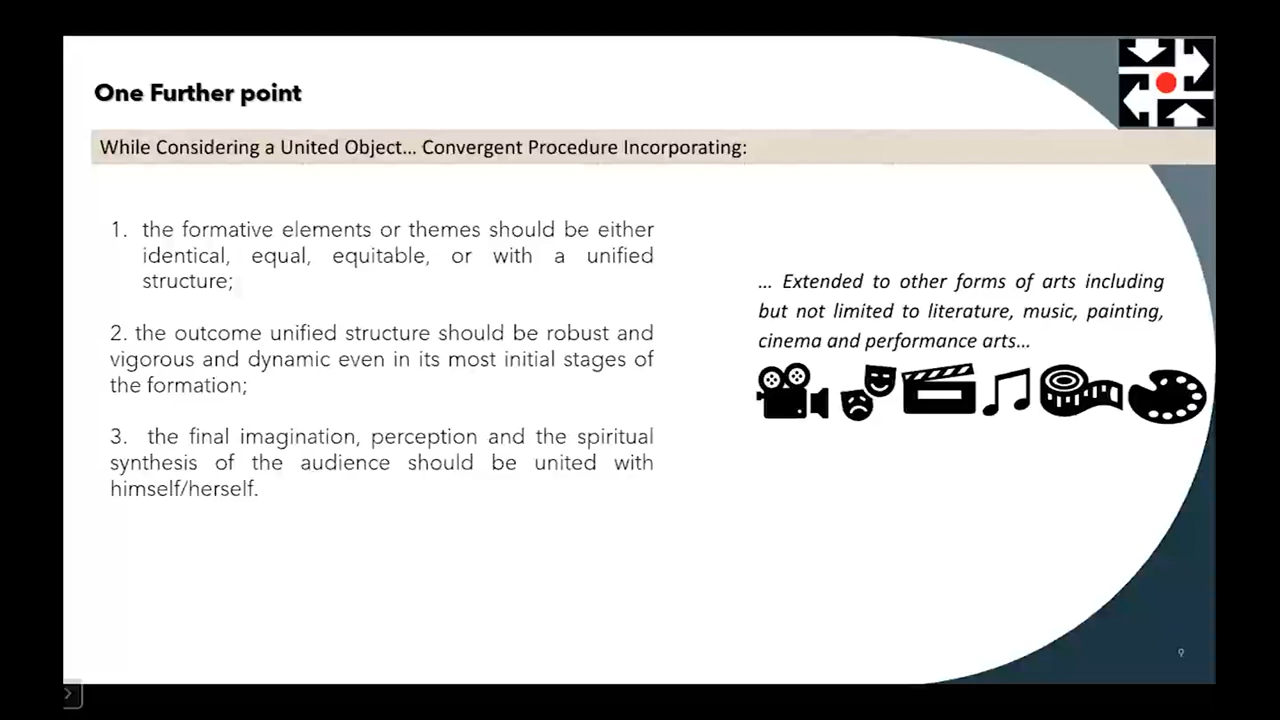 One Further point
While Considering a United Object... Convergent Procedure Incorporating:
1. the formative elements or themes should be either
identical, equal, equitable, or with a unified
structure;
2. the outcome unified structure should be robust and
vigorous and dynamic even in its most initial stages of
the formation;
3. the final imagination, perception and the spiritual
synthesis of the audience should be united with
himself/herself.
... Extended to other forms of arts including
but not limited to literature, music, painting,
cinema and performance arts...
9